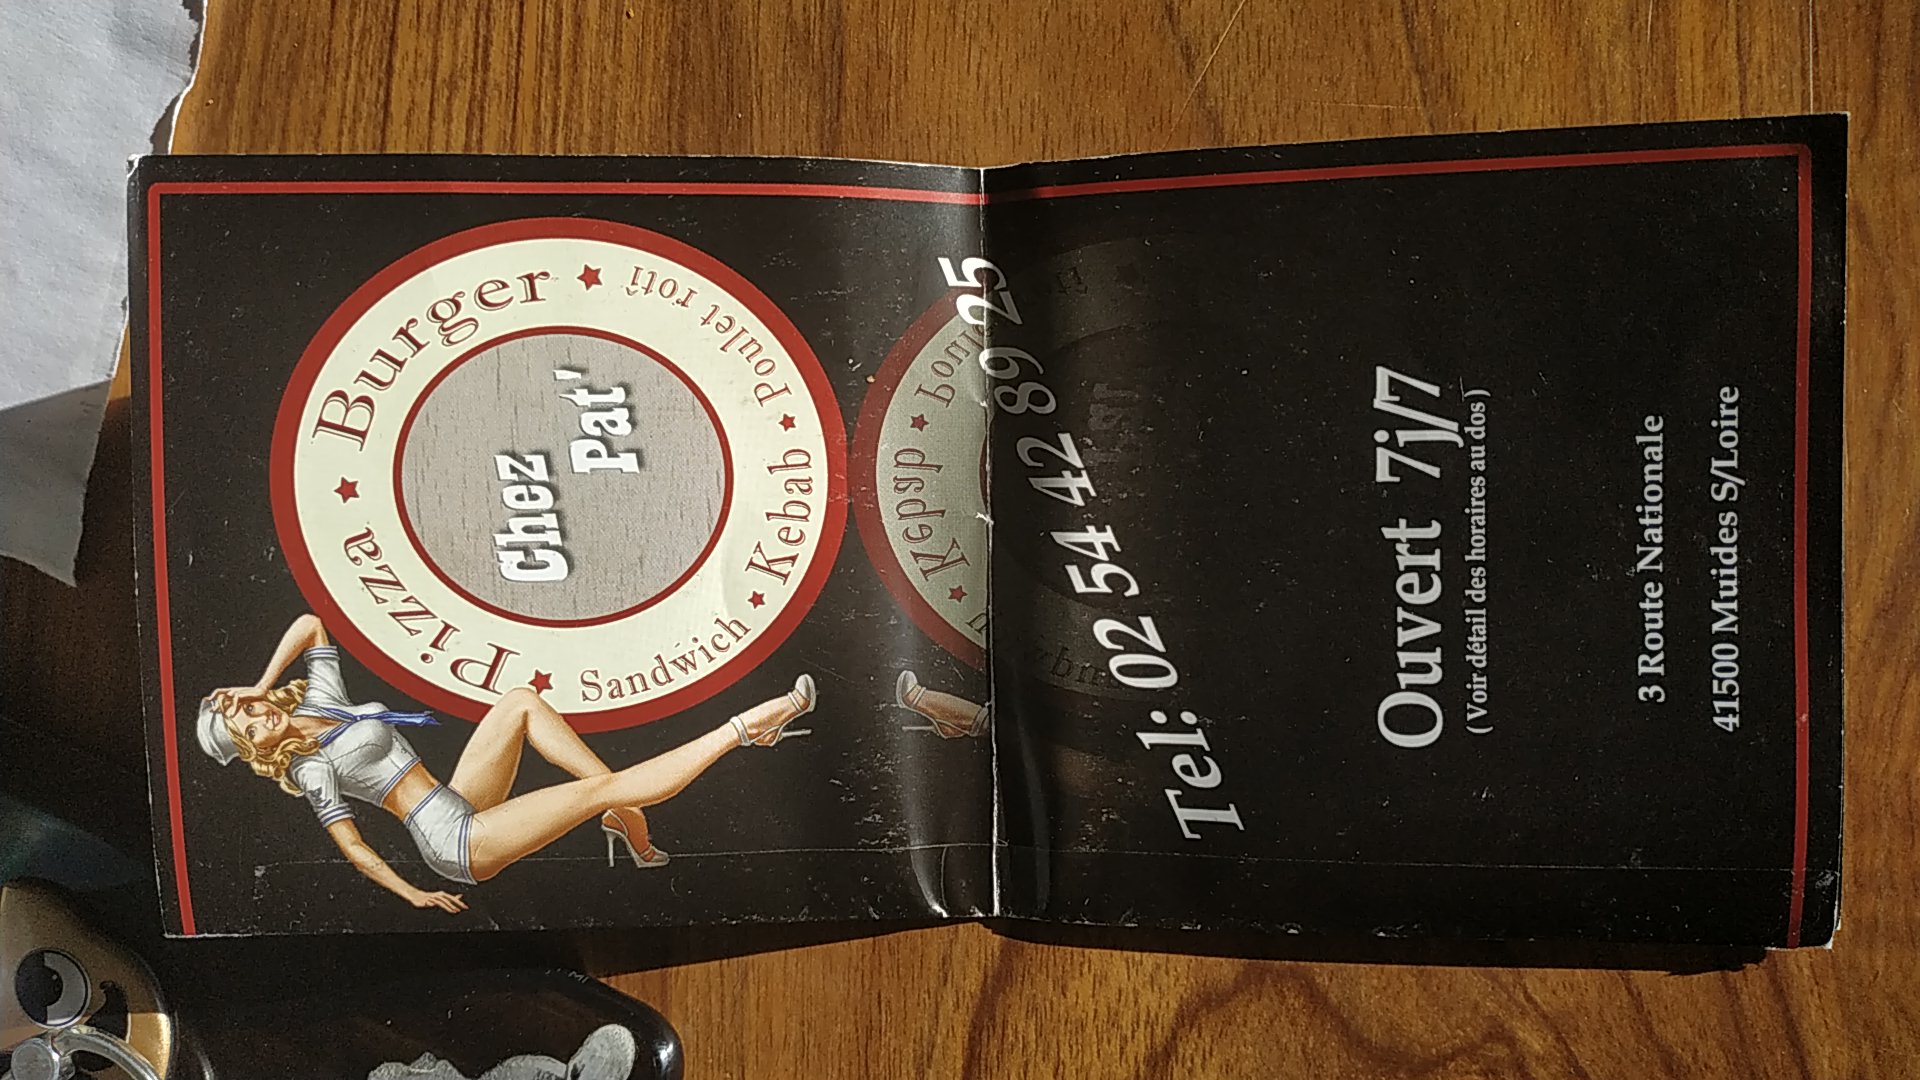 Pizza ★ Burger ★
Sandwich ★ Kebab ★ Poulet roti
Chez
Pat'
Tel: 02 54 42 89 25
Ouvert 7j/7
( Voir détail des horaires au dos )
3 Route Nationale
41500 Muides S/Loire